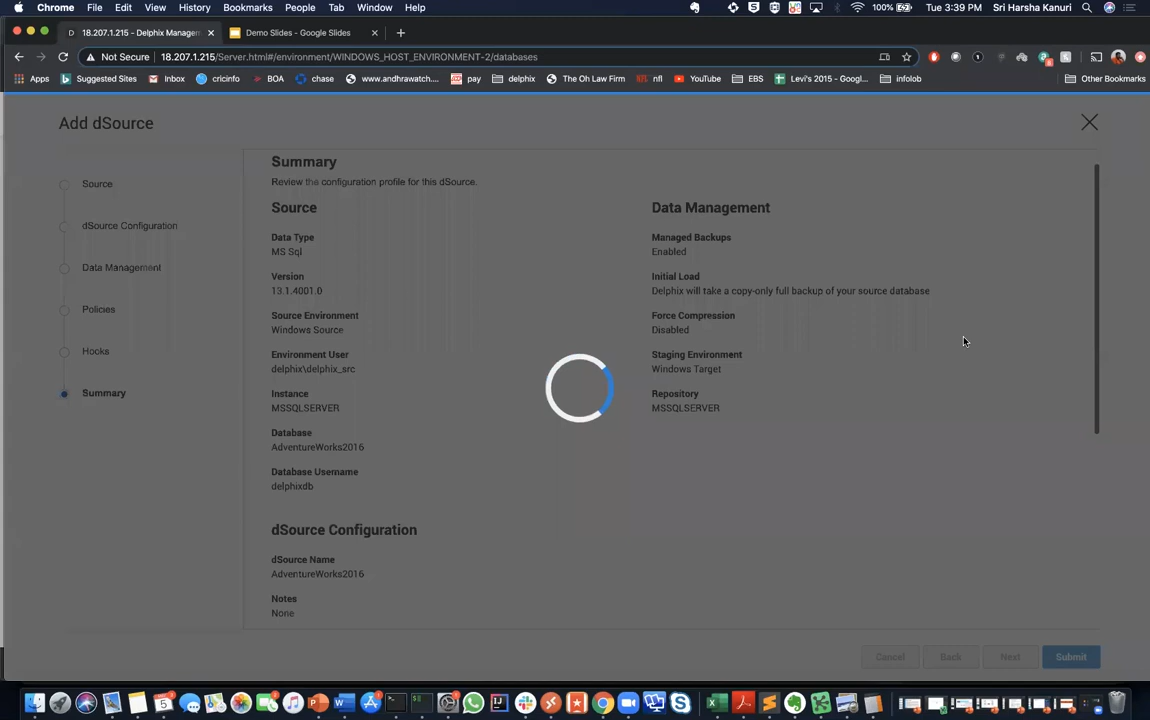 Chrome File Edit View History Bookmarks People Tab Window Help 100% Tue 3:39 PM Sri Harsha Kanuri
D 18.207.1.215 - Delphix Managem Demo Slides - Google Slides
Not Secure 18.207.1.215/Server.html#/environment/WINDOWS_HOST_ENVIRONMENT-2/databases
Apps Suggested Sites Inbox cricinfo BOA chase www.andhrawatch.... pay delphix The Oh Law Firm nfl YouTube EBS Levi's 2015 - Googl... infolob Other Bookmarks
Add dSource
Source
dSource Configuration
Data Management
Policies
Hooks
Summary
Summary
Review the configuration profile for this dSource.
Source
Data Type
MS Sql
Version
13.1.4001.0
Source Environment
Windows Source
Environment User
delphix\delphix_src
Instance
MSSQLSERVER
Database
AdventureWorks2016
Database Username
delphixdb
dSource Configuration
dSource Name
AdventureWorks2016
Notes
None
Data Management
Managed Backups
Enabled
Initial Load
Delphix will take a copy-only full backup of your source database
Force Compression
Disabled
Staging Environment
Windows Target
Repository
MSSQLSERVER
Cancel Back Next Submit